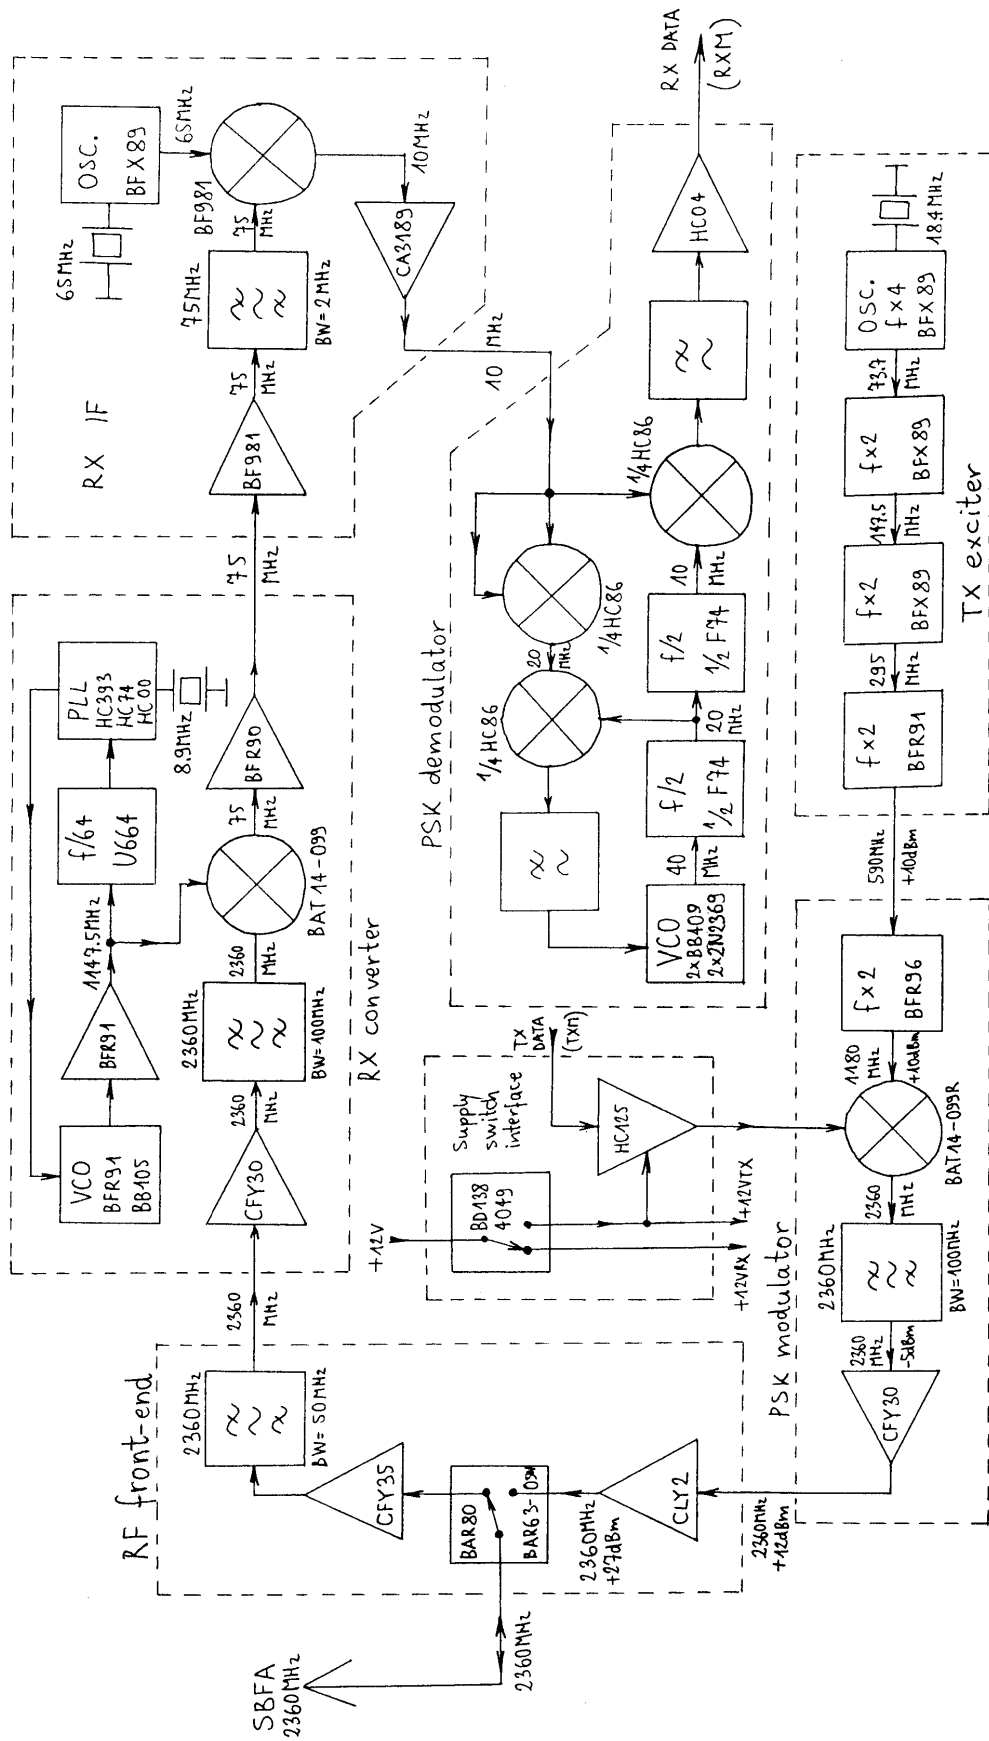 SBFA
2360MHz
2360MHz
RF front-end
BAR80
BAR63-03W
CFY35
2360MHz
BW=50MHz
CLY2
2360MHz
+27dBm
2360MHz
+12dBm
2360
MHz
RX converter
VCO
BFR91
BB105
BFR91
1147.5MHz
f/64
U664
PLL
HC393
HC74
HC00
8.9MHz
CFY30
2360
MHz
2360MHz
BW=100MHz
2360
MHz
BAT14-099
75
MHz
BFR90
75
MHz
RX IF
BF981
75
MHz
75MHz
BW=2MHz
75
MHz
BF981
65MHz
OSC.
BFX89
65MHz
10MHz
CA3189
10
MHz
Supply
switch
interface
+12V
BD138
4049
+12VRX
+12VTX
HC125
TX
DATA
(TXM)
PSK demodulator
VCO
2xBB409
2x2N2369
40
MHz
f/2
1/2 F74
20
MHz
f/2
1/2 F74
10
MHz
1/4HC86
20
MHz
1/4HC86
1/4HC86
HC04
RX DATA
(RXM)
PSK modulator
CFY30
2360
MHz
-5dBm
2360MHz
BW=100MHz
2360
MHz
BAT14-099R
1180
MHz
+10dBm
f x 2
BFR96
590MHz
+10dBm
TX exciter
f x 2
BFR91
295
MHz
f x 2
BFX89
147.5
MHz
f x 2
BFX89
73.7
MHz
OSC.
f x 4
BFX89
18.4MHz